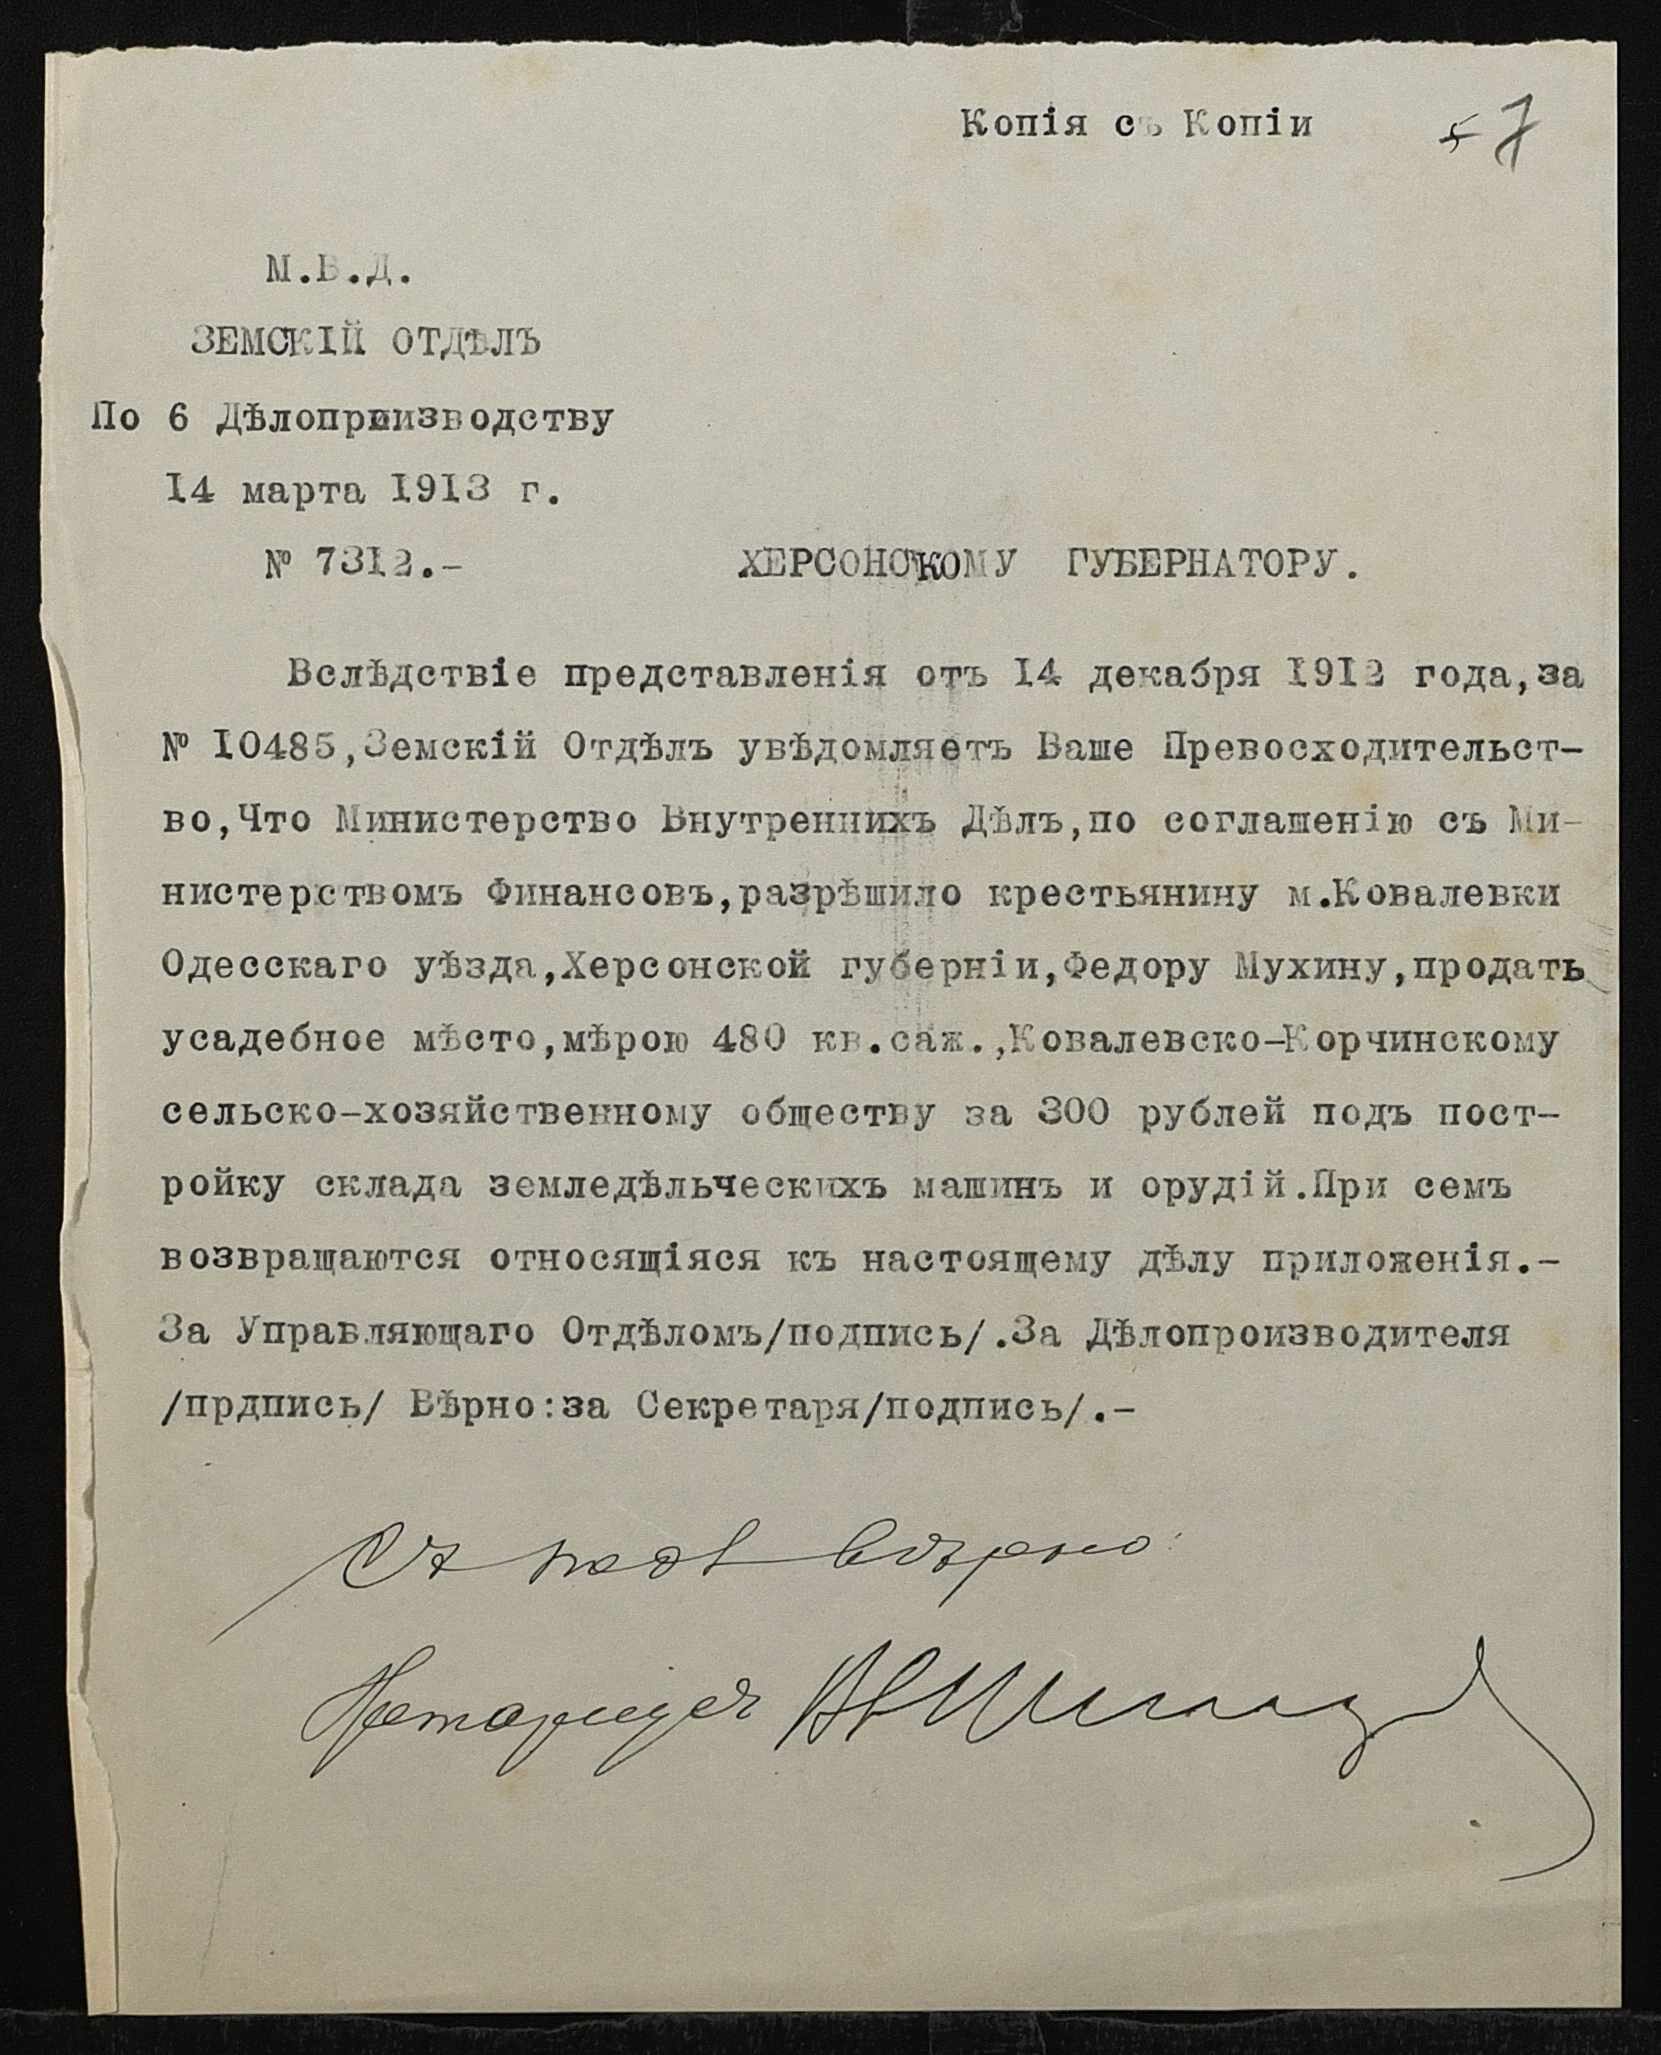 Копія съ Копіи 5 7
М.В.Д.
ЗЕМСКІЙ ОТДѢЛЪ
По 6 Дѣлопрриизводству
14 марта 1913 г.
№ 7312.- ХЕРСОНСКОМУ ГУБЕРНАТОРУ.
Вслѣдствіе представленія отъ 14 декабря 1912 года,за
№ 10485,Земскій Отдѣлъ увѣдомляетъ Ваше Превосходительст-
во,Что Министерство Внутреннихъ Дѣлъ,по соглашенію съ Ми-
нистерствомъ Финансовъ,разрѣшило крестьянину м.Ковалевки
Одесскаго уѣзда,Херсонской губерніи,Федору Мухину,продать
усадебное мѣсто,мѣрою 480 кв.саж.,Ковалевско-Корчинскому
сельско-хозяйственному обществу за 300 рублей подъ пост-
ройку склада земледѣльческихъ машинъ и орудій.При семъ
возвращаются относящіяся къ настоящему дѣлу приложенія.-
За Управляющаго Отдѣломъ/подпись/.За Дѣлопроизводителя
/прдпись/ Вѣрно:за Секретаря/подпись/.-
вѣрно